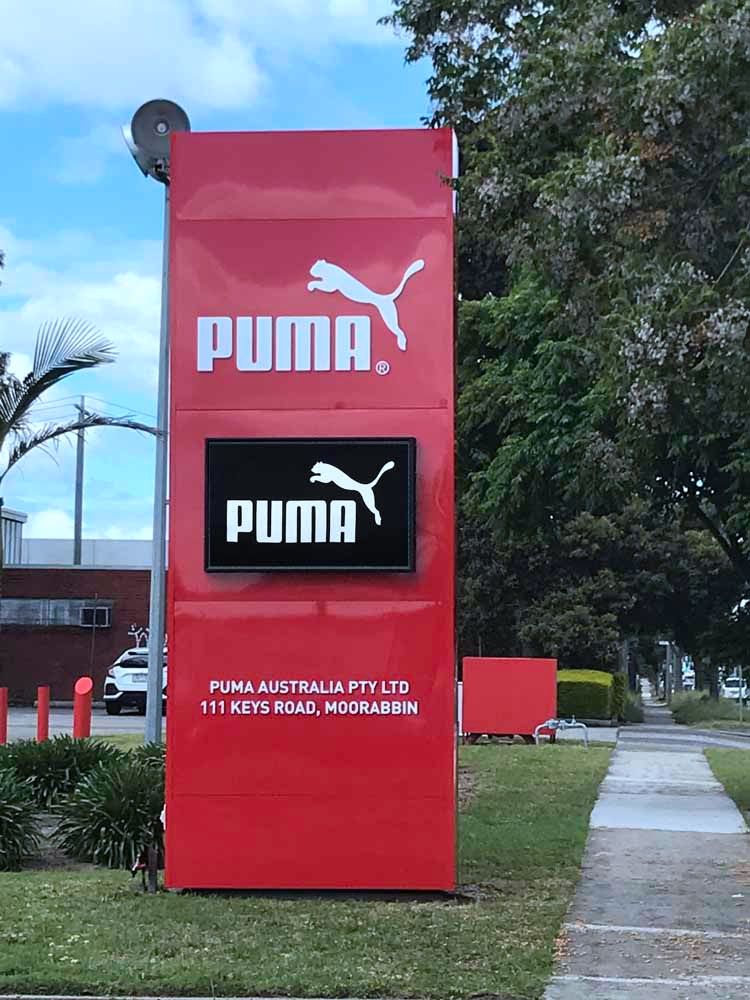 PUMA®
PUMA
PUMA AUSTRALIA PTY LTD
111 KEYS ROAD, MOORABBIN